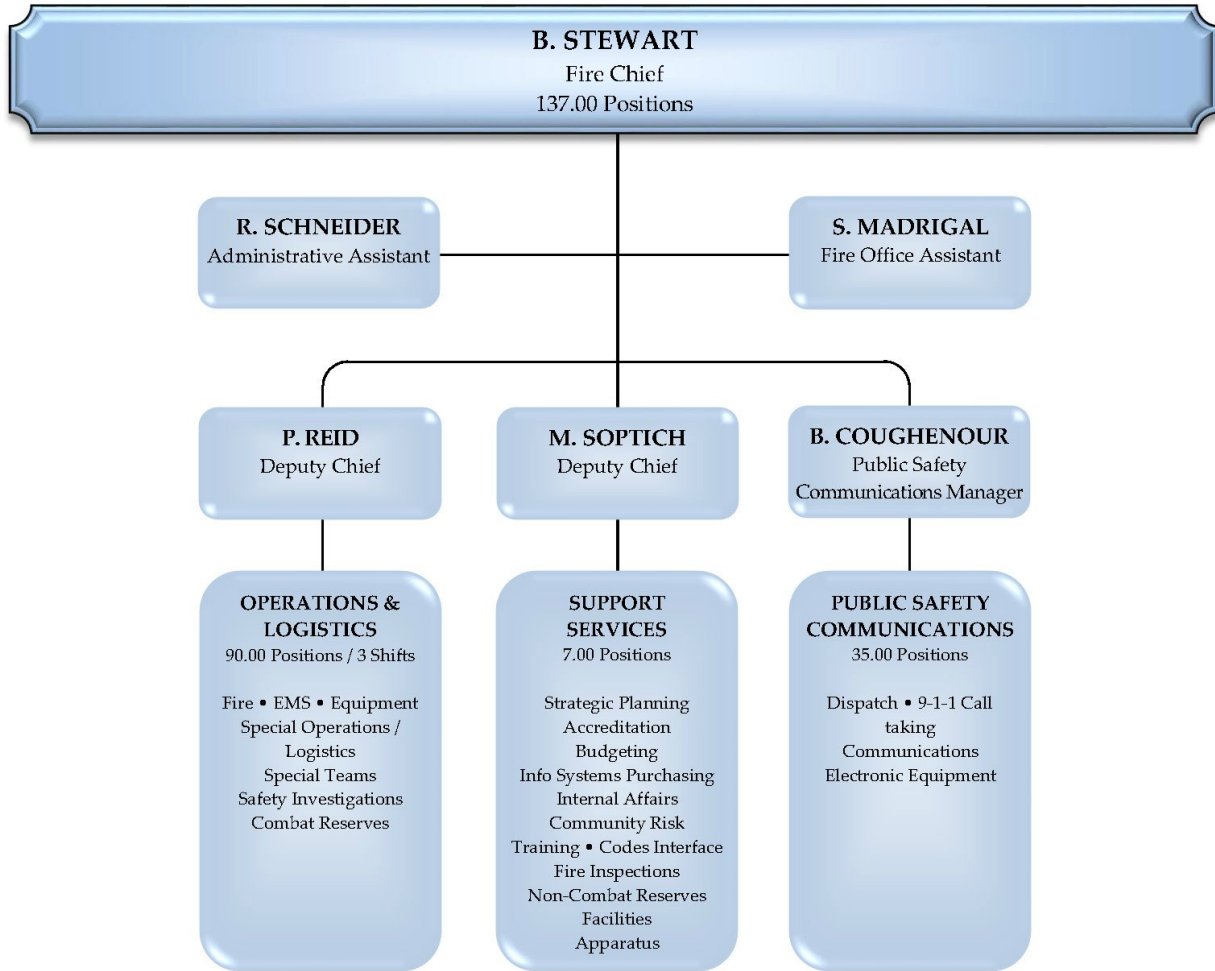 B. STEWART
Fire Chief
137.00 Positions
R. SCHNEIDER
Administrative Assistant
S. MADRIGAL
Fire Office Assistant
P. REID
Deputy Chief
M. SOPTICH
Deputy Chief
B. COUGHENOUR
Public Safety
Communications Manager
OPERATIONS &
LOGISTICS
90.00 Positions / 3 Shifts
Fire • EMS • Equipment
Special Operations /
Logistics
Special Teams
Safety Investigations
Combat Reserves
SUPPORT
SERVICES
7.00 Positions
Strategic Planning
Accreditation
Budgeting
Info Systems Purchasing
Internal Affairs
Community Risk
Training • Codes Interface
Fire Inspections
Non-Combat Reserves
Facilities
Apparatus
PUBLIC SAFETY
COMMUNICATIONS
35.00 Positions
Dispatch • 9-1-1 Call
taking
Communications
Electronic Equipment